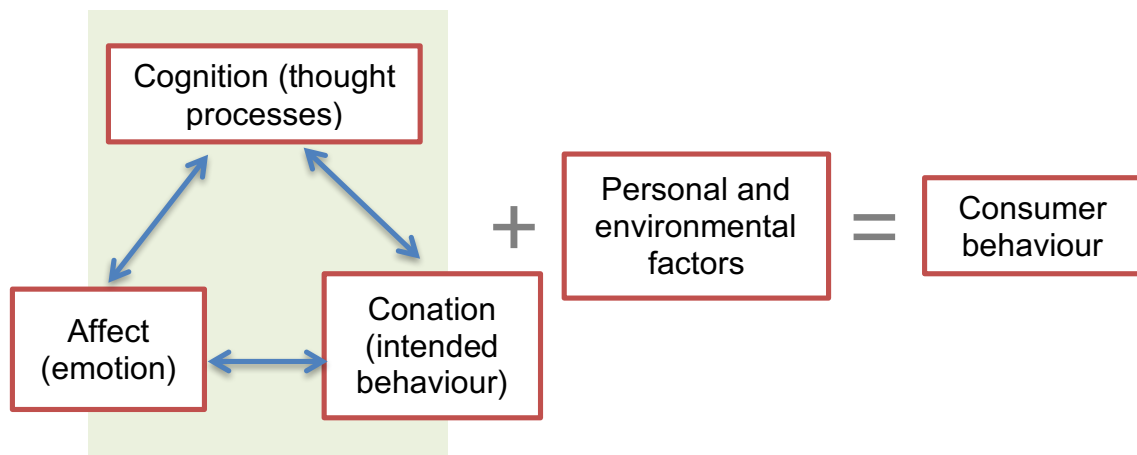 Cognition (thought
processes)
Affect
(emotion)
Conation
(intended
behaviour)
+
Personal and
environmental
factors
=
Consumer
behaviour